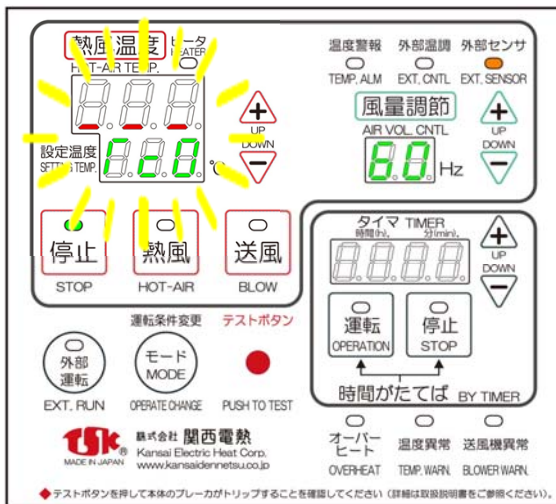 熱風温度 ヒータ
HOT-AIR TEMP. HEATER
温度警報 外部温調 外部センサ
TEMP. ALM EXT. CNTL EXT. SENSOR
UP
DOWN
風量調節
AIR VOL. CNTL
60 Hz
UP
DOWN
設定温度
SETTING TEMP.
℃
停止 熱風 送風
STOP HOT-AIR BLOW
タイマ TIMER
時間(h). 分(min).
UP
DOWN
運転 停止
OPERATION STOP
時間がたてば BY TIMER
運転条件変更 テストボタン
外部
運転
モード
MODE
EXT. RUN OPERATE CHANGE PUSH TO TEST
オーバー
ヒート
温度異常 送風機異常
OVERHEAT TEMP. WARN. BLOWER WARN.
TSK ® 株式会社 関西電熱
Kansai Electric Heat Corp.
MADE IN JAPAN www.kansaidennetsu.co.jp
◆テストボタンを押して本体のブレーカがトリップすることを確認してください（詳細は取扱説明書をご参照ください）。